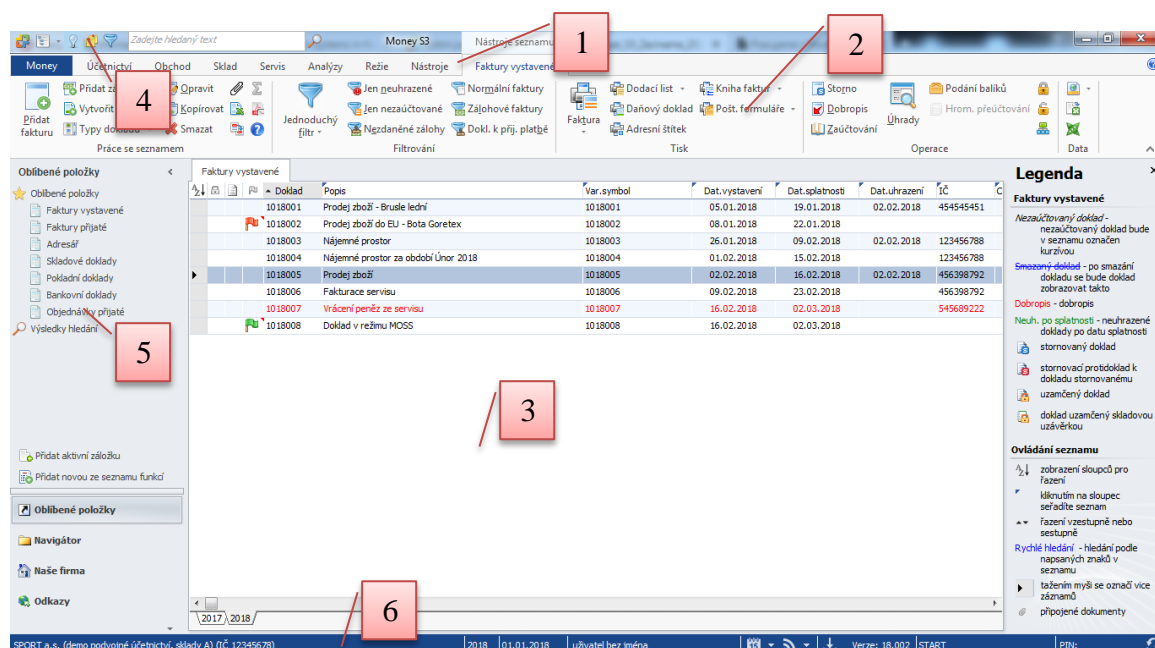 Zadejte hledaný text
Money S3
Nástroje seznamu
1
2
Money Účetnictví Obchod Sklad Servis Analýzy Režie Nástroje Faktury vystavené
4
Přidat fakturu
Přidat
Opravit
Vytvořit
Kopírovat
Typy dokladu
Smazat
Práce se seznamem
Jednoduchý filtr
Jen neuhrazené
Normální faktury
Jen nezaúčtované
Zálohové faktury
Nezdaněné zálohy
Dokl. k přij. platbě
Filtrování
Faktura
Dodací list
Kniha faktur
Daňový doklad
Pošt. formuláře
Adresní štítek
Tisk
Storno
Dobropis
Zaúčtování
Úhrady
Podání balíků
Hrom. přeúčtování
Operace
Data
Oblíbené položky
Oblíbené položky
Faktury vystavené
Faktury přijaté
Adresář
Skladové doklady
Pokladní doklady
Bankovní doklady
Objednávky přijaté
Výsledky hledání
5
Přidat aktivní záložku
Přidat novou ze seznamu funkcí
Oblíbené položky
Navigátor
Naše firma
Odkazy
Faktury vystavené
Doklad Popis Var.symbol Dat.vystavení Dat.splatnosti Dat.uhrazení IČ
1018001 Prodej zboží - Brusle lední 1018001 05.01.2018 19.01.2018 02.02.2018 454545451
1018002 Prodej zboží do EU - Bota Goretex 1018002 08.01.2018 22.01.2018
1018003 Nájemné prostor 1018003 26.01.2018 09.02.2018 02.02.2018 123456788
1018004 Nájemné prostor za období Únor 2018 1018004 01.02.2018 15.02.2018 123456788
1018005 Prodej zboží 1018005 02.02.2018 16.02.2018 02.02.2018 456398792
1018006 Fakturace servisu 1018006 09.02.2018 23.02.2018 456398792
1018007 Vrácení peněz ze servisu 1018007 16.02.2018 02.03.2018 545689222
1018008 Doklad v režimu MOSS 1018008 16.02.2018 02.03.2018
3
2017 2018
6
Legenda
Faktury vystavené
Nezaúčtovaný doklad -
nezaúčtovaný doklad bude
v seznamu označen
kurzívou
Smazaný doklad - po smazání
dokladu se bude doklad
zobrazovat takto
Dobropis - dobropis
Neuh. po splatnosti - neuhrazené
doklady po datu splatnosti
stornovaný doklad
stornovací protidoklad k
dokladu stornovanému
uzamčený doklad
doklad uzamčený skladovou
uzávěrkou
Ovládání seznamu
zobrazení sloupců pro
řazení
kliknutím na sloupec
seřadíte seznam
řazení vzestupně nebo
sestupně
Rychlé hledání - hledání podle
napsaných znaků v
seznamu
tažením myši se označí více
záznamů
připojené dokumenty
SPORT a.s. (demo podvojné účetnictví, sklady A) (IČ 12345678) 2018 01.01.2018 uživatel bez jména Verze: 18.002 START PIN: